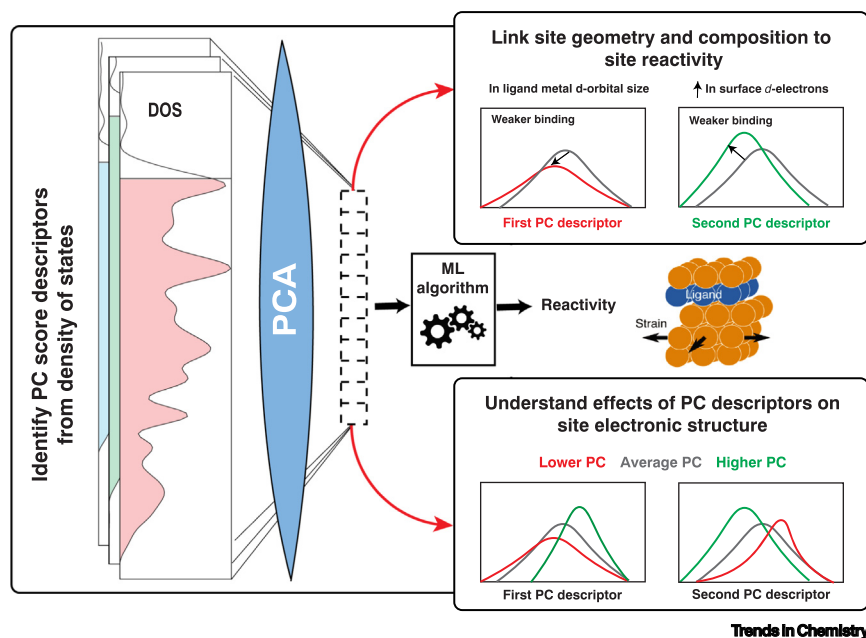 Identify PC score descriptors
from density of states
DOS
PCA
ML
algorithm
Reactivity
Link site geometry and composition to
site reactivity
In ligand metal d-orbital size
Weaker binding
First PC descriptor
In surface d-electrons
Weaker binding
Second PC descriptor
Ligand
Strain
Understand effects of PC descriptors on
site electronic structure
Lower PC Average PC Higher PC
First PC descriptor
Second PC descriptor
Trends in Chemistry